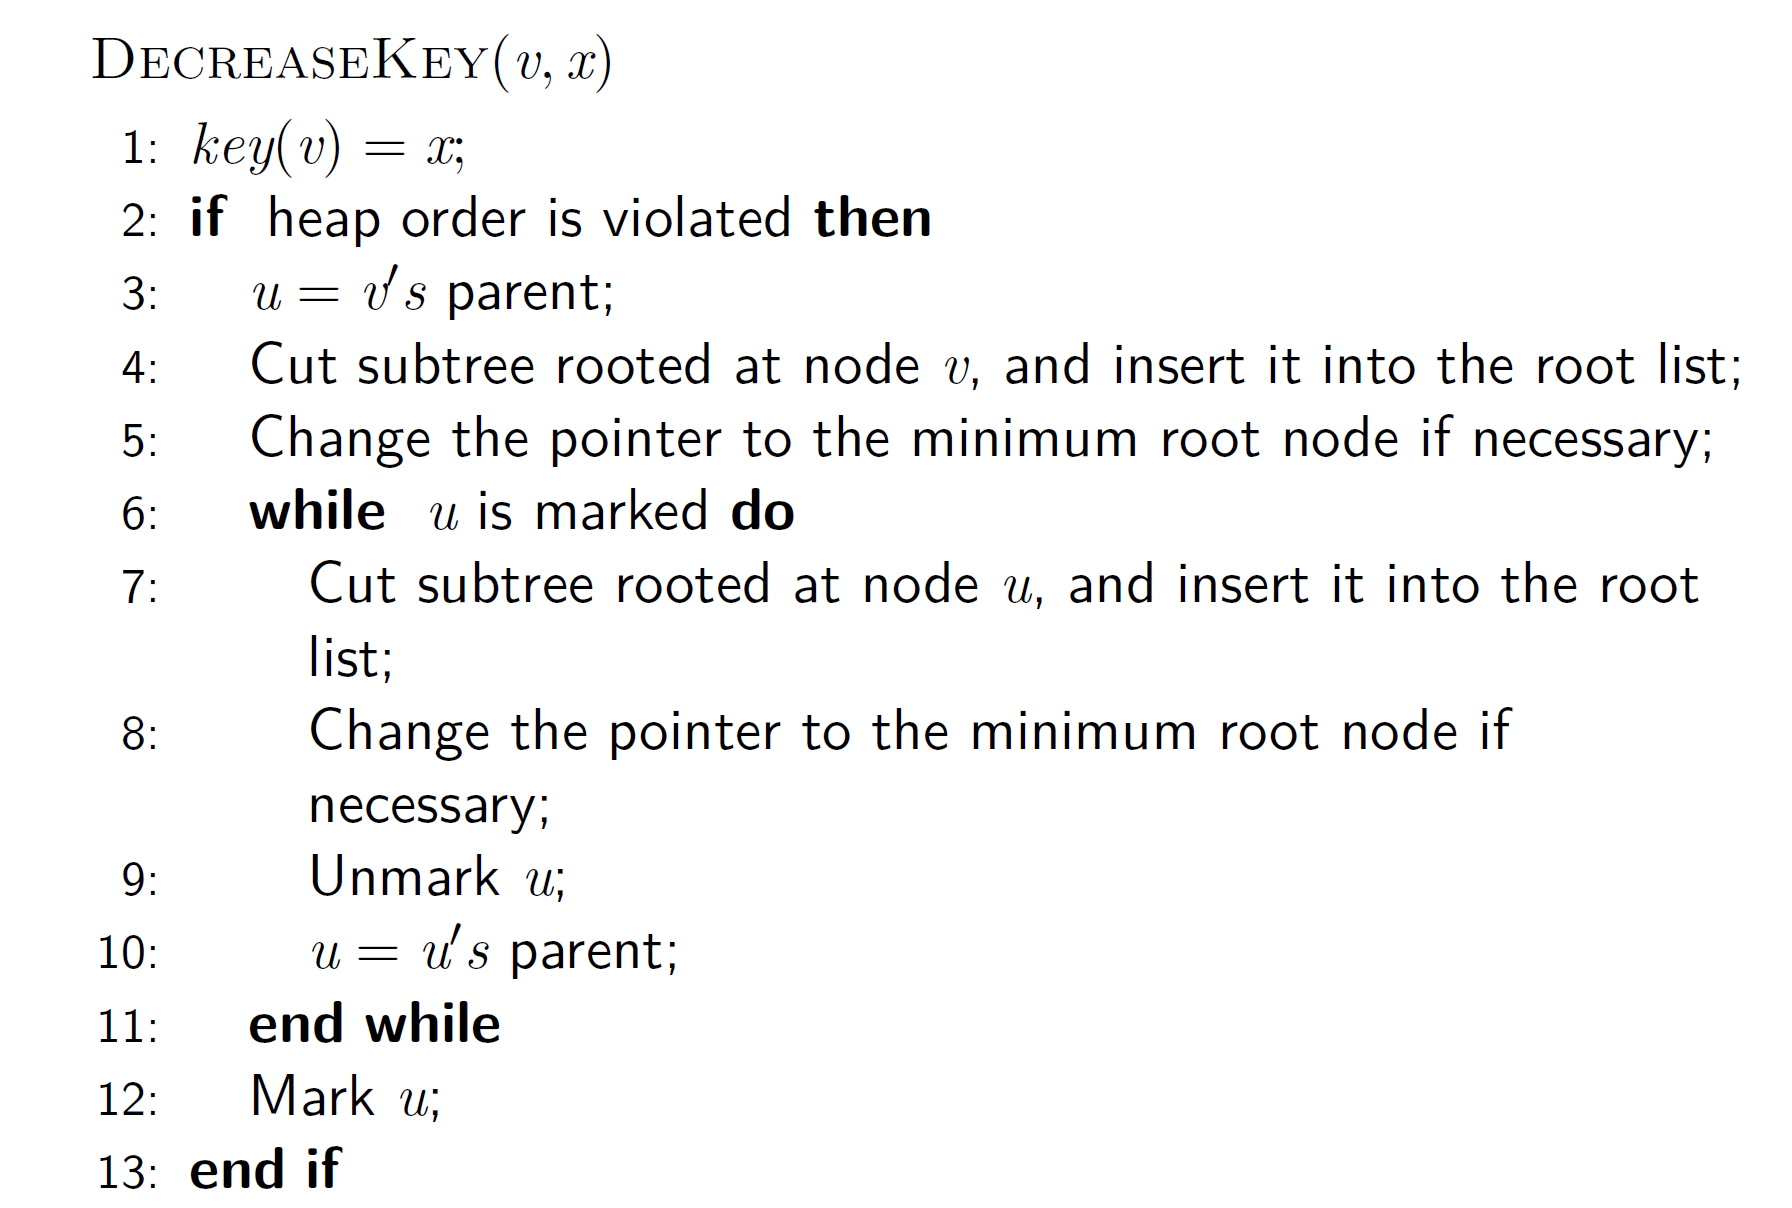 DECREASEKEY(v, x)
1: key(v) = x;
2: if heap order is violated then
3: u = v′s parent;
4: Cut subtree rooted at node v, and insert it into the root list;
5: Change the pointer to the minimum root node if necessary;
6: while u is marked do
7: Cut subtree rooted at node u, and insert it into the root
list;
8: Change the pointer to the minimum root node if
necessary;
9: Unmark u;
10: u = u′s parent;
11: end while
12: Mark u;
13: end if